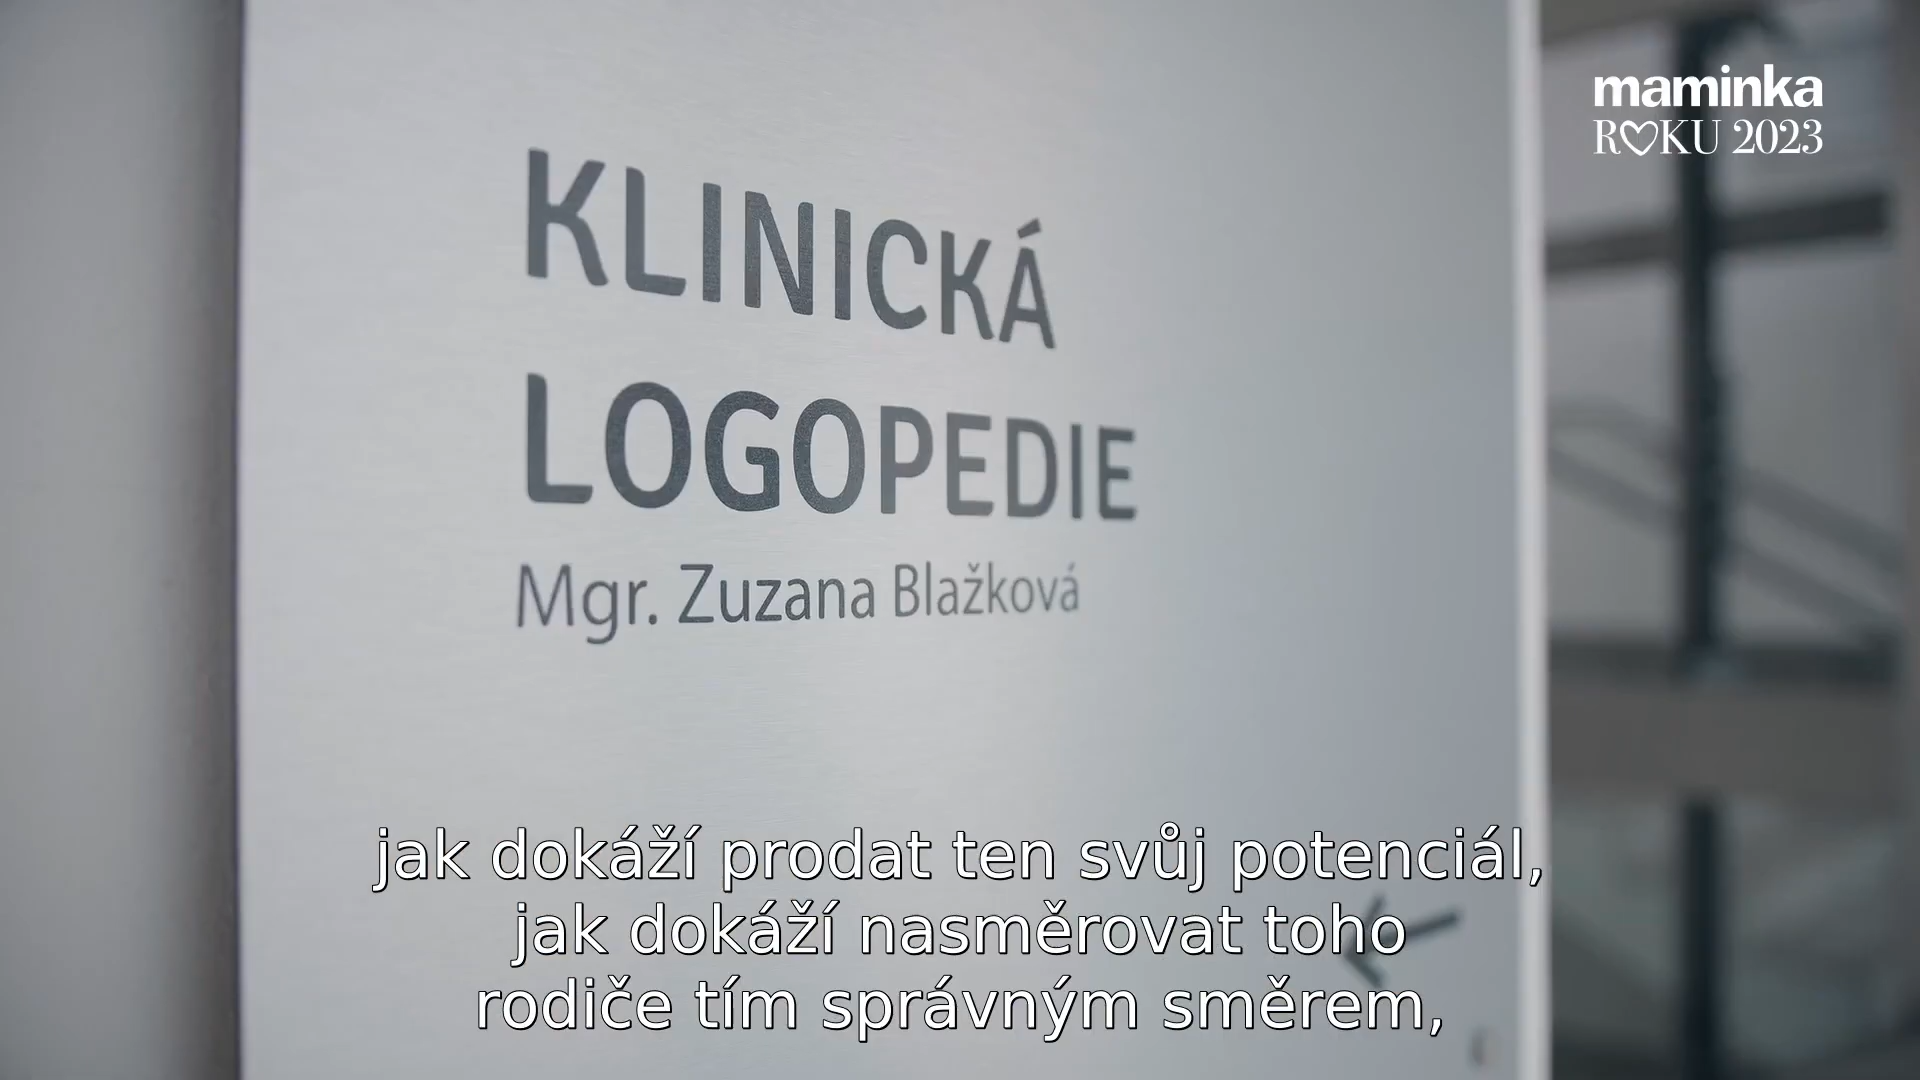 maminka
ROKU 2023
KLINICKÁ
LOGOPEDIE
Mgr. Zuzana Blažková
jak dokáží prodat ten svůj potenciál,
jak dokáží nasměrovat toho
rodiče tím správným směrem,